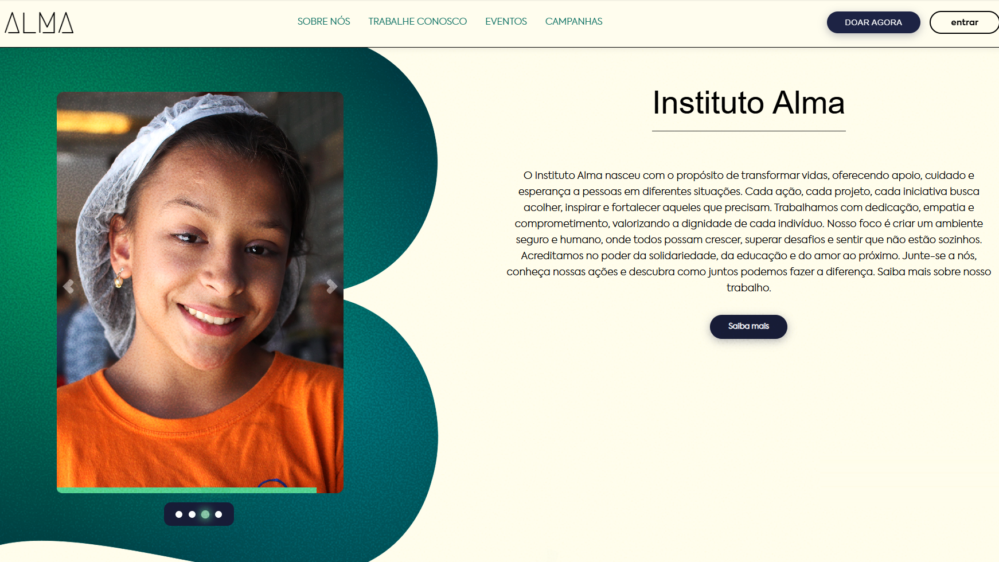 ALMA
SOBRE NÓS
TRABALHE CONOSCO
EVENTOS
CAMPANHAS
DOAR AGORA
entrar
Instituto Alma
O Instituto Alma nasceu com o propósito de transformar vidas, oferecendo apoio, cuidado e
esperança a pessoas em diferentes situações. Cada ação, cada projeto, cada iniciativa busca
acolher, inspirar e fortalecer aqueles que precisam. Trabalhamos com dedicação, empatia e
comprometimento, valorizando a dignidade de cada indivíduo. Nosso foco é criar um ambiente
seguro e humano, onde todos possam crescer, superar desafios e sentir que não estão sozinhos.
Acreditamos no poder da solidariedade, da educação e do amor ao próximo. Junte-se a nós,
conheça nossas ações e descubra como juntos podemos fazer a diferença. Saiba mais sobre nosso
trabalho.
Saiba mais